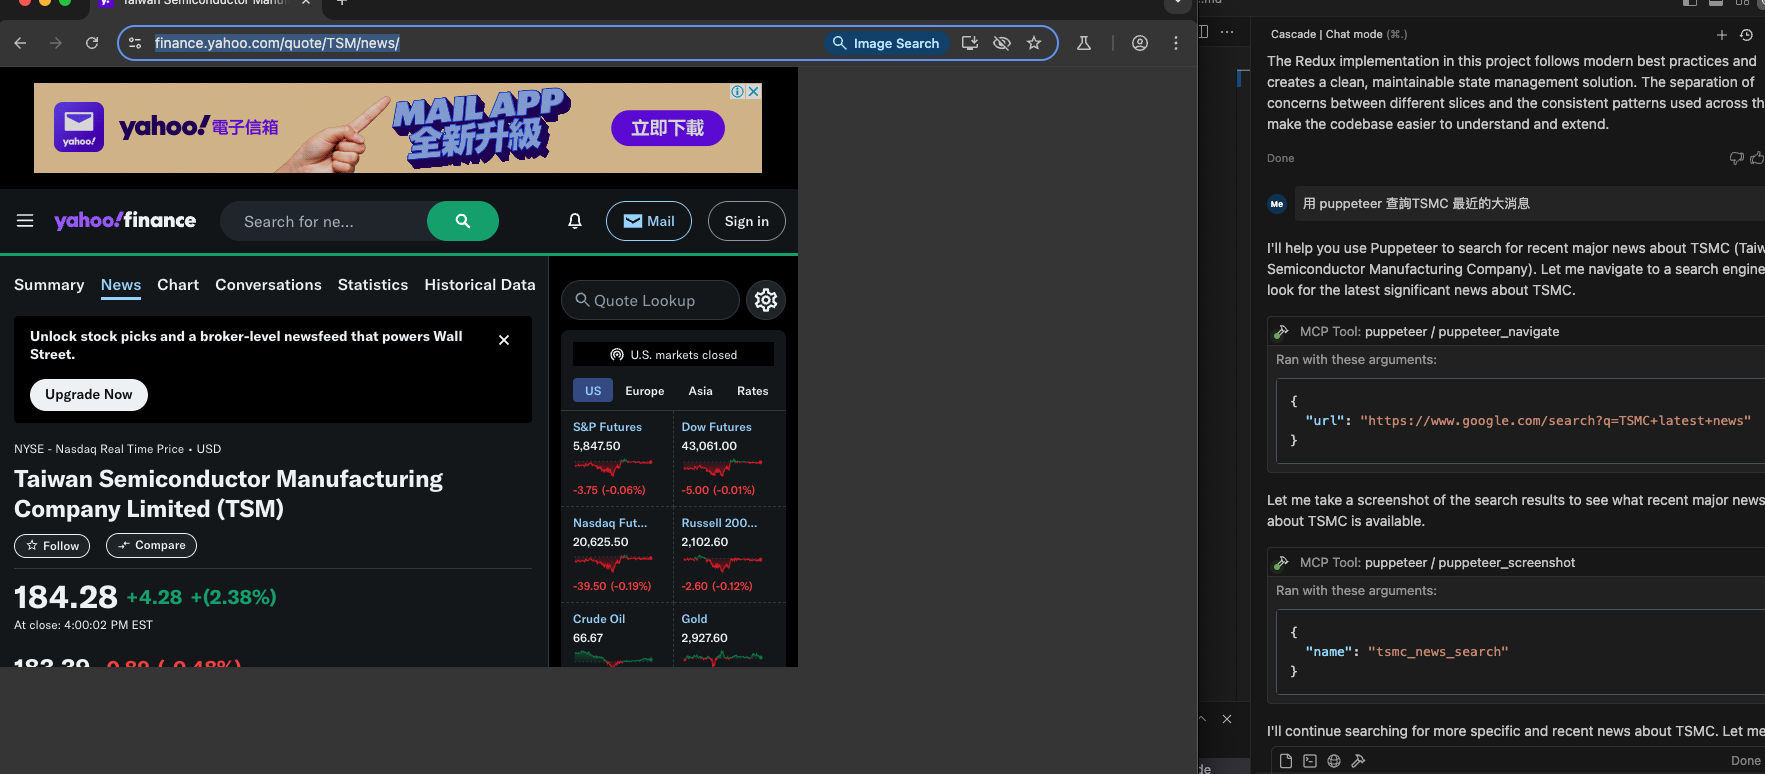 Taiwan Semiconductor Manuf
finance.yahoo.com/quote/TSM/news/
Image Search
yahoo!
yahoo!電子信箱
MAIL APP
全新升級
立即下載
yahoo!finance
Search for ne...
Mail
Sign in
Summary
News
Chart
Conversations
Statistics
Historical Data
Unlock stock picks and a broker-level newsfeed that powers Wall
Street.
Upgrade Now
NYSE - Nasdaq Real Time Price • USD
Taiwan Semiconductor Manufacturing
Company Limited (TSM)
Follow
Compare
184.28 +4.28 +(2.38%)
At close: 4:00:02 PM EST
183.39 -0.89 (-0.48%)
Quote Lookup
U.S. markets closed
US
Europe
Asia
Rates
S&P Futures
5,847.50
-3.75 (-0.06%)
Dow Futures
43,061.00
-5.00 (-0.01%)
Nasdaq Fut...
20,625.50
-39.50 (-0.19%)
Russell 200...
2,102.60
-2.60 (-0.12%)
Crude Oil
66.67
Gold
2,927.60
.md
Cascade | Chat mode (⌘.)
The Redux implementation in this project follows modern best practices and
creates a clean, maintainable state management solution. The separation of
concerns between different slices and the consistent patterns used across th
make the codebase easier to understand and extend.
Done
Me
用 puppeteer 查詢TSMC 最近的大消息
I'll help you use Puppeteer to search for recent major news about TSMC (Taiw
Semiconductor Manufacturing Company). Let me navigate to a search engine
look for the latest significant news about TSMC.
MCP Tool: puppeteer / puppeteer_navigate
Ran with these arguments:
{
"url": "https://www.google.com/search?q=TSMC+latest+news"
}
Let me take a screenshot of the search results to see what recent major news
about TSMC is available.
MCP Tool: puppeteer / puppeteer_screenshot
Ran with these arguments:
{
"name": "tsmc_news_search"
}
I'll continue searching for more specific and recent news about TSMC. Let me
Done
de